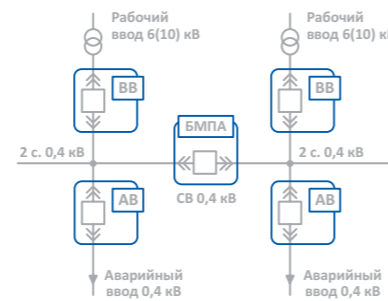 Рабочий
ввод 6(10) кВ
Рабочий
ввод 6(10) кВ
ВВ
ВВ
БМПА
2 с. 0,4 кВ
2 с. 0,4 кВ
СВ 0,4 кВ
АВ
АВ
Аварийный
ввод 0,4 кВ
Аварийный
ввод 0,4 кВ